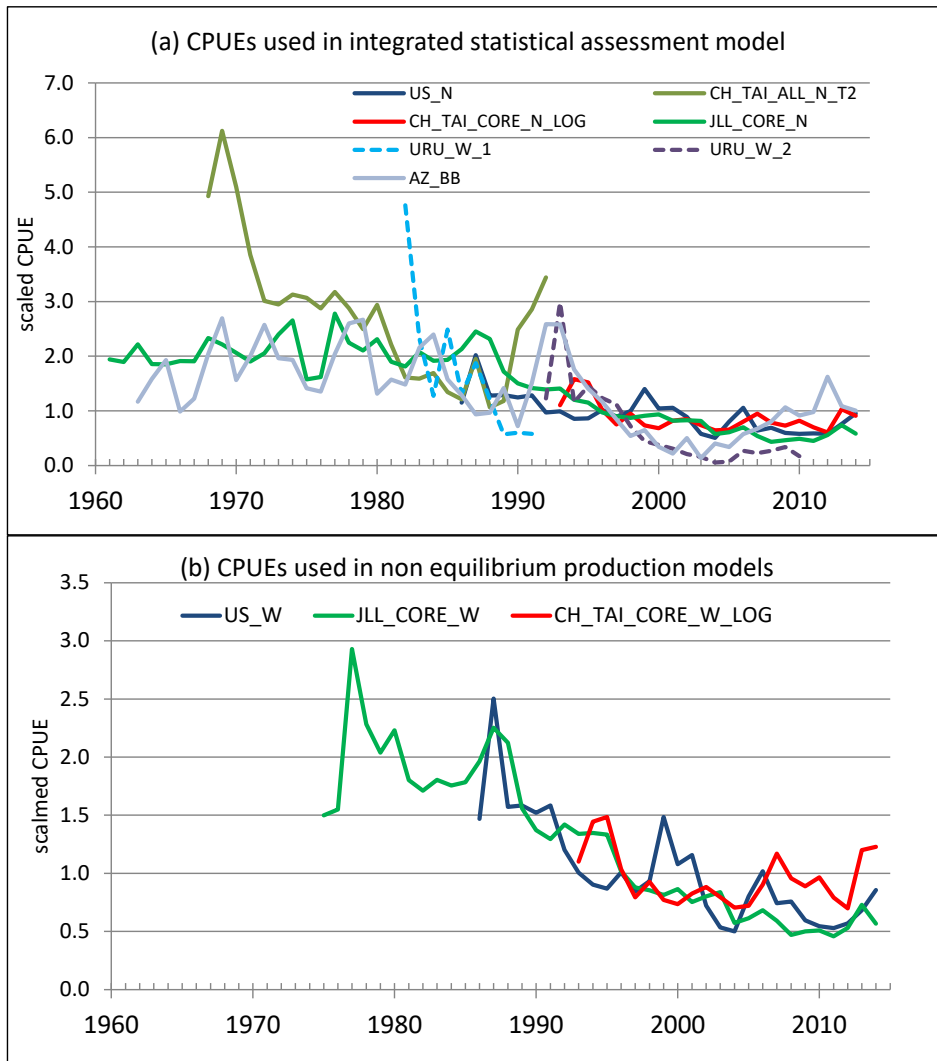 (a) CPUEs used in integrated statistical assessment model
7.0
US_N CH_TAI_ALL_N_T2
CH_TAI_CORE_N_LOG JLL_CORE_N
6.0
URU_W_1 URU_W_2
AZ_BB
5.0
4.0
scaled CPUE
3.0
2.0
1.0
0.0
1960 1970 1980 1990 2000 2010
(b) CPUEs used in non equilibrium production models
3.5
US_W JLL_CORE_W CH_TAI_CORE_W_LOG
3.0
2.5
2.0
scalmed CPUE
1.5
1.0
0.5
0.0
1960 1970 1980 1990 2000 2010